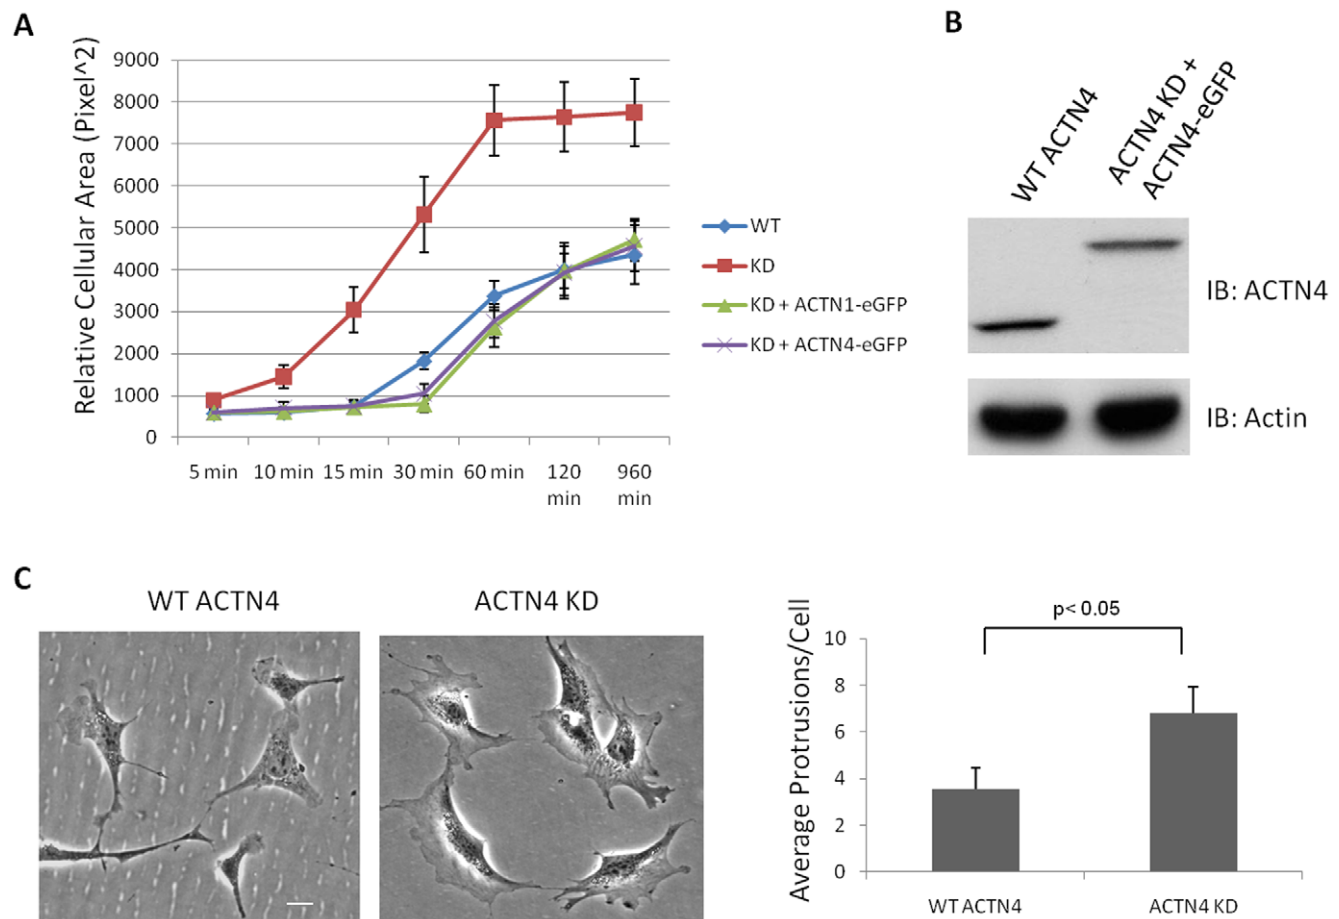 A
Relative Cellular Area (Pixel^2)
9000
8000
7000
6000
5000
4000
3000
2000
1000
0
5 min 10 min 15 min 30 min 60 min 120 min 960 min
WT
KD
KD + ACTN1-eGFP
KD + ACTN4-eGFP
B
WT ACTN4
ACTN4 KD +
ACTN4-eGFP
IB: ACTN4
IB: Actin
C
WT ACTN4
ACTN4 KD
Average Protrusions/Cell
p< 0.05
10
8
6
4
2
0
WT ACTN4
ACTN4 KD